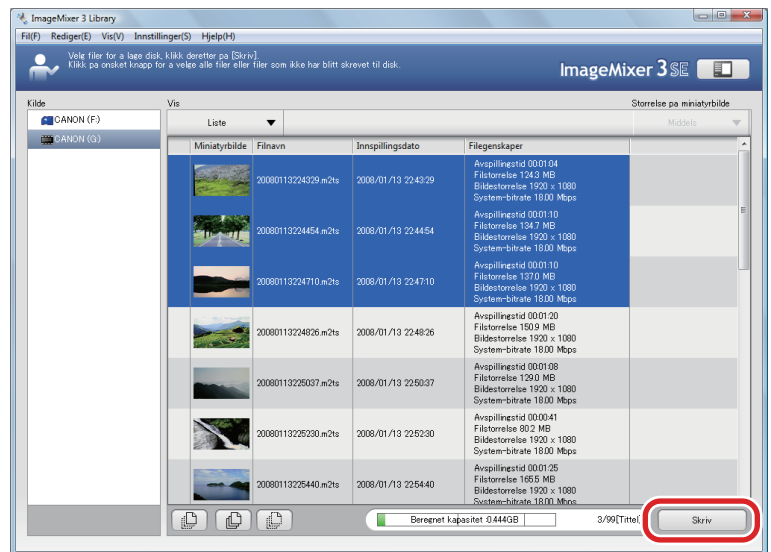 ImageMixer 3 Library
Fil(F) Rediger(E) Vis(V) Innstillinger(S) Hjelp(H)
Velg filer for a lage disk, klikk deretter pa [Skriv].
Klikk pa onsket knapp for a velge alle filer eller filer som ikke har blitt skrevet til disk.
ImageMixer 3 SE
Kilde
CANON (F:)
CANON (G:)
Vis
Storrelse pa miniatyrbilde
Liste
Middels
Miniatyrbilde Filnavn Innspillingsdato Filegenskaper
20080113224329.m2ts 2008/01/13 22:43:29
Avspillingstid 00:01:04
Filstorrelse 124.3 MB
Bildestorrelse 1920 x 1080
System-bitrate 18.00 Mbps
20080113224454.m2ts 2008/01/13 22:44:54
Avspillingstid 00:01:10
Filstorrelse 134.7 MB
Bildestorrelse 1920 x 1080
System-bitrate 18.00 Mbps
20080113224710.m2ts 2008/01/13 22:47:10
Avspillingstid 00:01:10
Filstorrelse 137.0 MB
Bildestorrelse 1920 x 1080
System-bitrate 18.00 Mbps
20080113224826.m2ts 2008/01/13 22:48:26
Avspillingstid 00:01:20
Filstorrelse 150.9 MB
Bildestorrelse 1920 x 1080
System-bitrate 18.00 Mbps
20080113225037.m2ts 2008/01/13 22:50:37
Avspillingstid 00:01:08
Filstorrelse 129.0 MB
Bildestorrelse 1920 x 1080
System-bitrate 18.00 Mbps
20080113225230.m2ts 2008/01/13 22:52:30
Avspillingstid 00:00:41
Filstorrelse 80.2 MB
Bildestorrelse 1920 x 1080
System-bitrate 18.00 Mbps
20080113225440.m2ts 2008/01/13 22:54:40
Avspillingstid 00:01:25
Filstorrelse 165.5 MB
Bildestorrelse 1920 x 1080
System-bitrate 18.00 Mbps
Beregnet kapasitet :0.444GB
3/99[Tittel]
Skriv